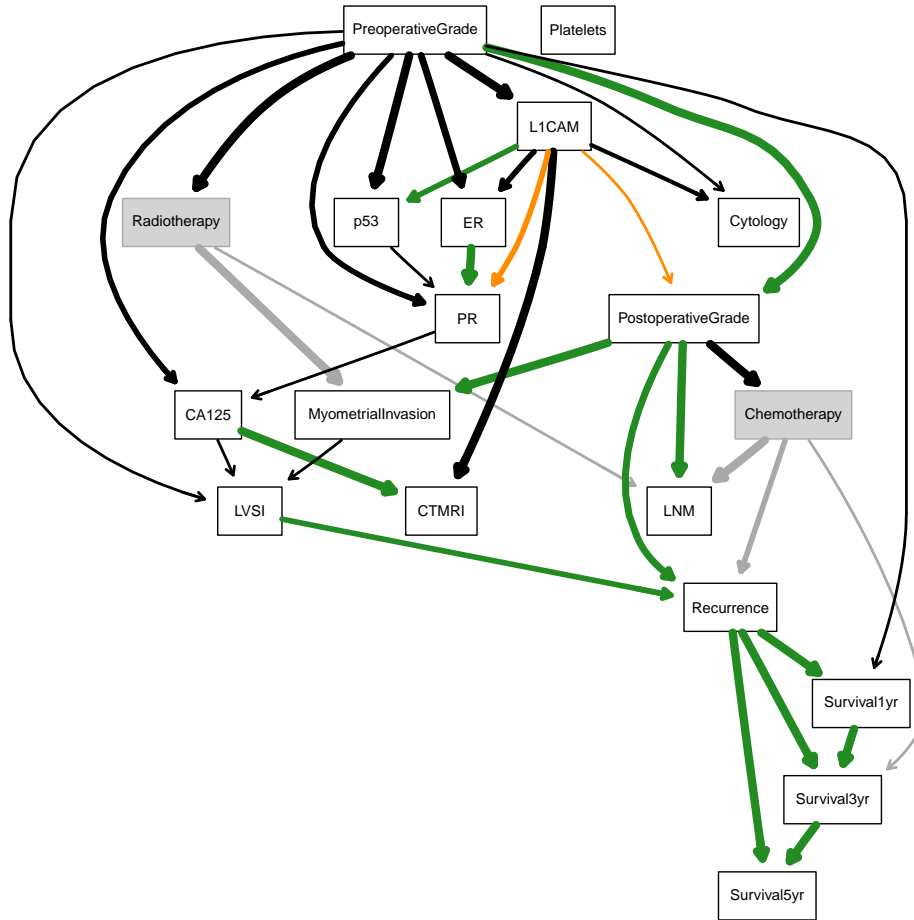 PreoperativeGrade
Platelets
L1CAM
Radiotherapy
p53
ER
Cytology
PR
PostoperativeGrade
CA125
MyometrialInvasion
Chemotherapy
LVSI
CTMRI
LNM
Recurrence
Survival1yr
Survival3yr
Survival5yr